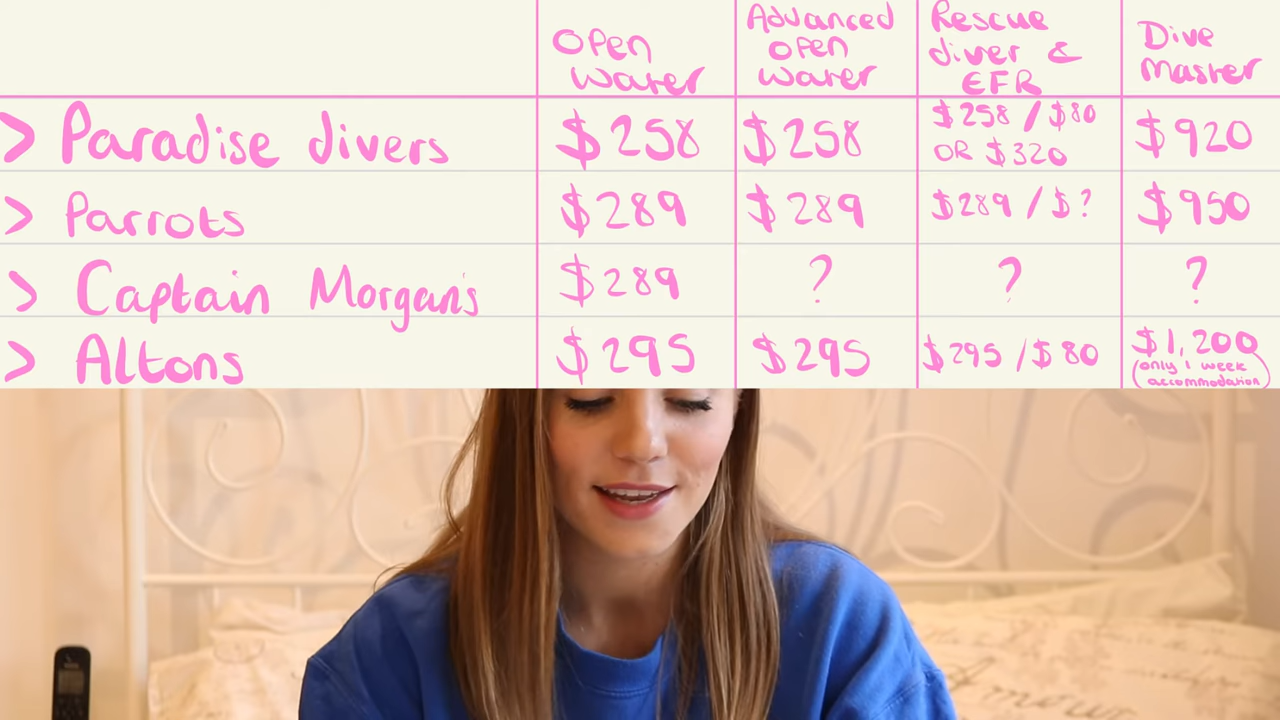 Open Water
Advanced open water
Rescue diver & EFR
Dive Master
> Paradise divers $258 $258 $258 / $80 OR $320 $920
> Parrots $289 $289 $289 / $? $950
> Captain Morgan's $289 ? ? ?
> Altons $295 $295 $295 / $80 $1,200 (only 1 week accommodation)
Amour